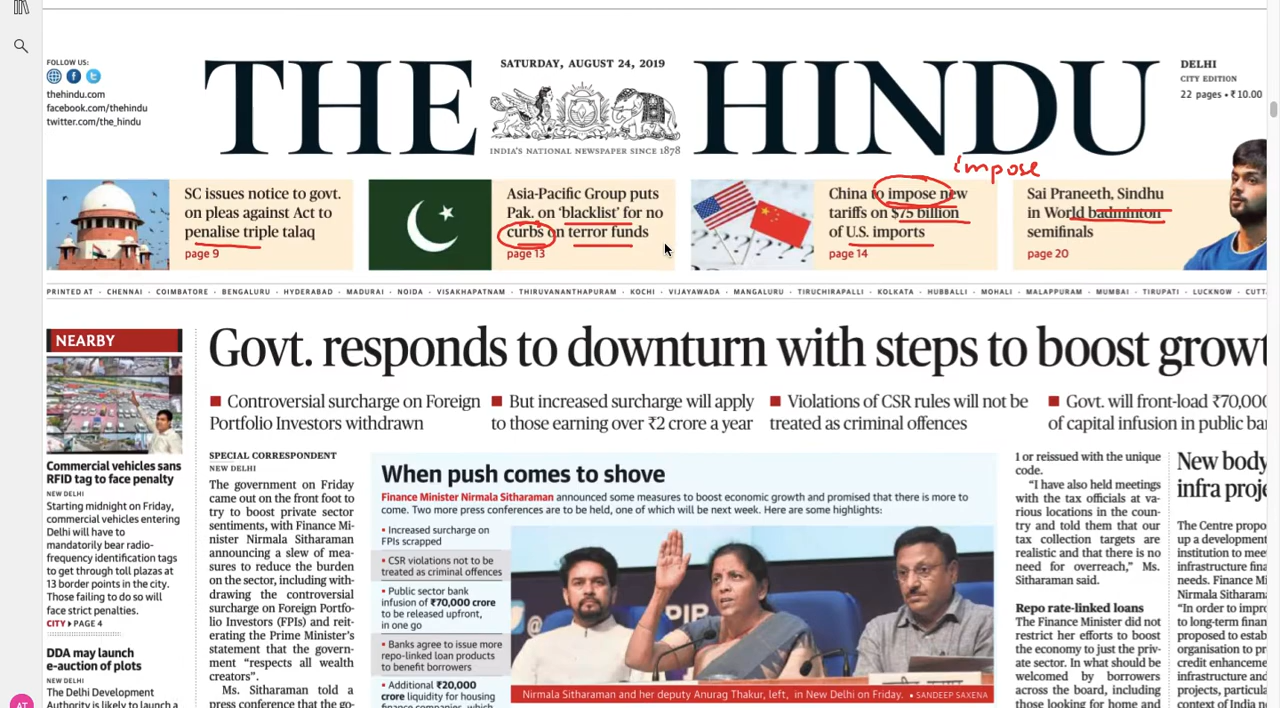 FOLLOW US:
thehindu.com
facebook.com/thehindu
twitter.com/the_hindu
THE HINDU
SATURDAY, AUGUST 24, 2019
INDIA'S NATIONAL NEWSPAPER SINCE 1878
DELHI
CITY EDITION
22 pages • ₹10.00
impose
SC issues notice to govt.
on pleas against Act to
penalise triple talaq
page 9
Asia-Pacific Group puts
Pak. on ‘blacklist’ for no
curbs on terror funds
page 13
China to impose new
tariffs on $75 billion
of U.S. imports
page 14
Sai Praneeth, Sindhu
in World badminton
semifinals
page 20
PRINTED AT · CHENNAI · COIMBATORE · BENGALURU · HYDERABAD · MADURAI · NOIDA · VISAKHAPATNAM · THIRUVANANTHAPURAM · KOCHI · VIJAYAWADA · MANGALURU · TIRUCHIRAPALLI · KOLKATA · HUBBALLI · MOHALI · MALAPPURAM · MUMBAI · TIRUPATI · LUCKNOW · CUTT
NEARBY
Commercial vehicles sans
RFID tag to face penalty
NEW DELHI
Starting midnight on Friday,
commercial vehicles entering
Delhi will have to
mandatorily bear radio-
frequency identification tags
to get through toll plazas at
13 border points in the city.
Those failing to do so will
face strict penalties.
CITY ▸ PAGE 4
DDA may launch
e-auction of plots
NEW DELHI
The Delhi Development
Authority is likely to launch a
Govt. responds to downturn with steps to boost growt
Controversial surcharge on Foreign
Portfolio Investors withdrawn
But increased surcharge will apply
to those earning over ₹2 crore a year
Violations of CSR rules will not be
treated as criminal offences
Govt. will front-load ₹70,000
of capital infusion in public ba
SPECIAL CORRESPONDENT
NEW DELHI
The government on Friday
came out on the front foot to
try to boost private sector
sentiments, with Finance Mi-
nister Nirmala Sitharaman
announcing a slew of mea-
sures to reduce the burden
on the sector, including with-
drawing the controversial
surcharge on Foreign Portfo-
lio Investors (FPIs) and reit-
erating the Prime Minister's
statement that the govern-
ment “respects all wealth
creators”.
Ms. Sitharaman told a
press conference that the go-
When push comes to shove
Finance Minister Nirmala Sitharaman announced some measures to boost economic growth and promised that there is more to
come. Two more press conferences are to be held, one of which will be next week. Here are some highlights:
• Increased surcharge on
FPIs scrapped
• CSR violations not to be
treated as criminal offences
• Public sector bank
infusion of ₹70,000 crore
to be released upfront,
in one go
• Banks agree to issue more
repo-linked loan products
to benefit borrowers
• Additional ₹20,000
crore liquidity for housing
finance companies, which
PIB
Nirmala Sitharaman and her deputy Anurag Thakur, left, in New Delhi on Friday. • SANDEEP SAXENA
l or reissued with the unique
code.
“I have also held meetings
with the tax officials at va-
rious locations in the coun-
try and told them that our
tax collection targets are
realistic and that there is no
need for overreach,” Ms.
Sitharaman said.
Repo rate-linked loans
The Finance Minister did not
restrict her efforts to boost
the economy to just the pri-
vate sector. In what should be
welcomed by borrowers
across the board, including
those looking for home and
New body
infra proje
The Centre propo
up a development
institution to meet
infrastructure fina
needs. Finance Mi
Nirmala Sitharama
“In order to impro
to long-term finan
proposed to estab
organisation to pr
credit enhanceme
infrastructure and
projects, particula
context of India n
AT